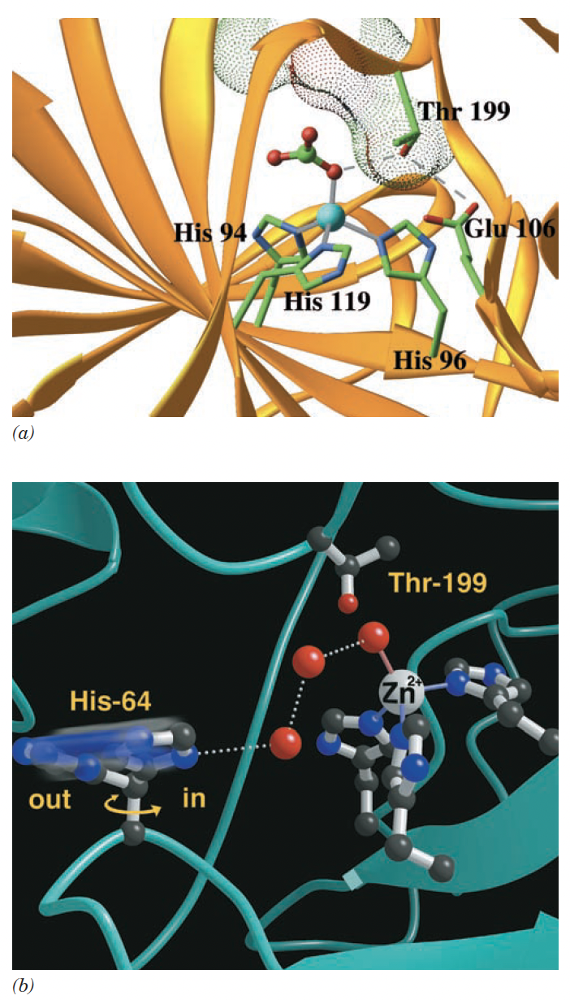 Thr 199
His 94
Glu 106
His 119
His 96
(a)
Thr-199
Zn2+
His-64
out
in
(b)